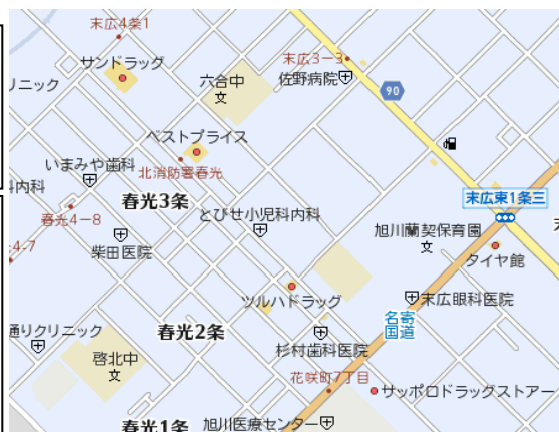 末広4条1
サンドラッグ
リニック
六合中
末広3−3
佐野病院
90
ベストプライス
いまみや歯科
北消防署春光
内科
春光3条
春光4−8
とびせ小児科内科
末広東1条三
旭川蘭契保育園
タイヤ館
柴田医院
4-7
ツルハドラッグ
末広眼科医院
名寄
国道
通りクリニック
春光2条
杉村歯科医院
啓北中
花咲町7丁目
サッポロドラッグストアー
春光1条
旭川医療センター